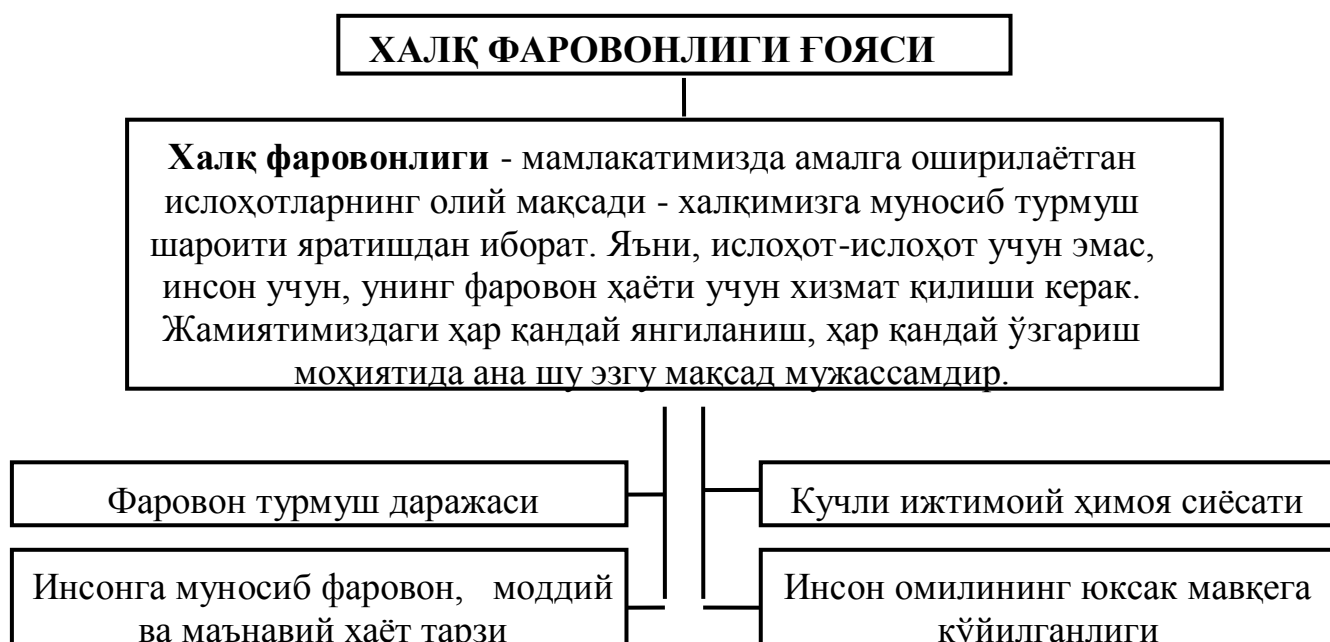 ХАЛҚ ФАРОВОНЛИГИ ҒОЯСИ
Халқ фаровонлиги - мамлакатимизда амалга оширилаётган
ислоҳотларнинг олий мақсади - халқимизга муносиб турмуш
шароити яратишдан иборат. Яъни, ислоҳот-ислоҳот учун эмас,
инсон учун, унинг фаровон ҳаёти учун хизмат қилиши керак.
Жамиятимиздаги ҳар қандай янгиланиш, ҳар қандай ўзгариш
моҳиятида ана шу эзгу мақсад мужассамдир.
Фаровон турмуш даражаси
Кучли ижтимоий ҳимоя сиёсати
Инсонга муносиб фаровон, моддий
ва маънавий ҳаёт тарзи
Инсон омилининг юксак мавқега
қўйилганлиги